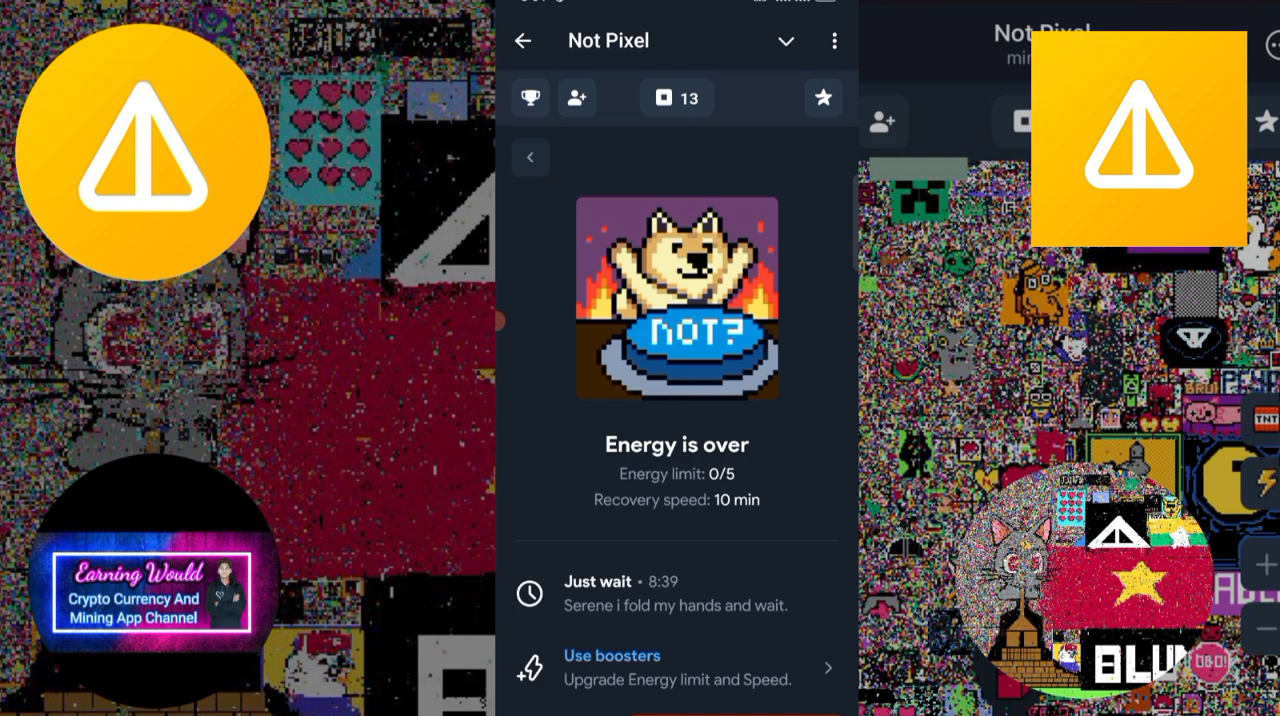 Earning Would
Crypto Currency And
Mining App Channel
Not Pixel
13
NOT?
Energy is over
Energy limit: 0/5
Recovery speed: 10 min
Just wait • 8:39
Serene i fold my hands and wait.
Use boosters
Upgrade Energy limit and Speed.
Not Pixel
TNT